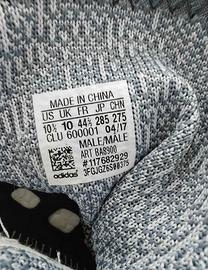 MADE IN CHINA
US UK FR JP CHN
10½ 10 44⅔ 285 275
CLU 600001 04/17
MALE/MÂLE
ART BA8900
# 117682929
adidas